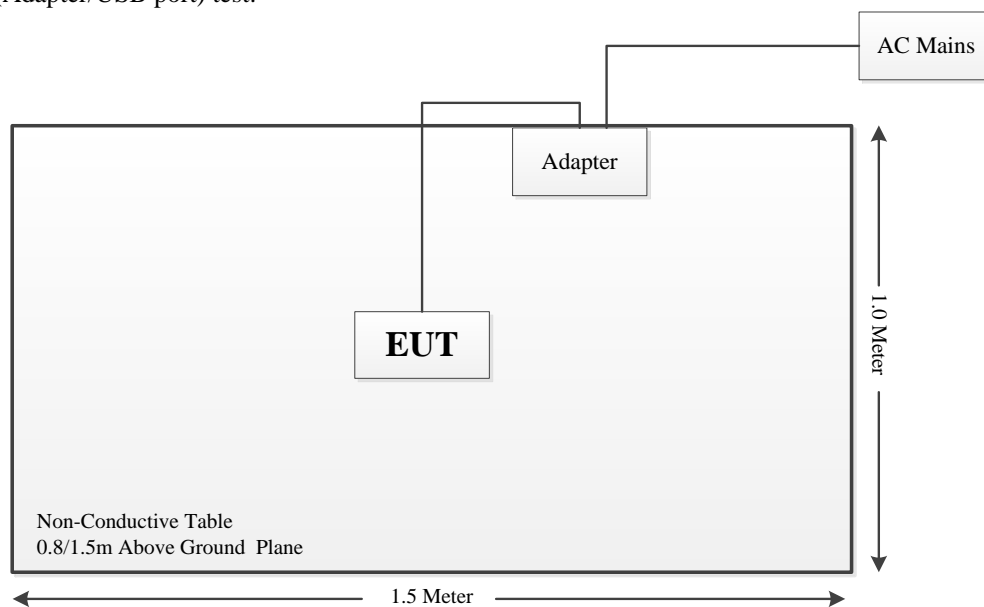 (Adapter/USB port) test.
AC Mains
Adapter
EUT
1.0 Meter
Non-Conductive Table
0.8/1.5m Above Ground Plane
1.5 Meter